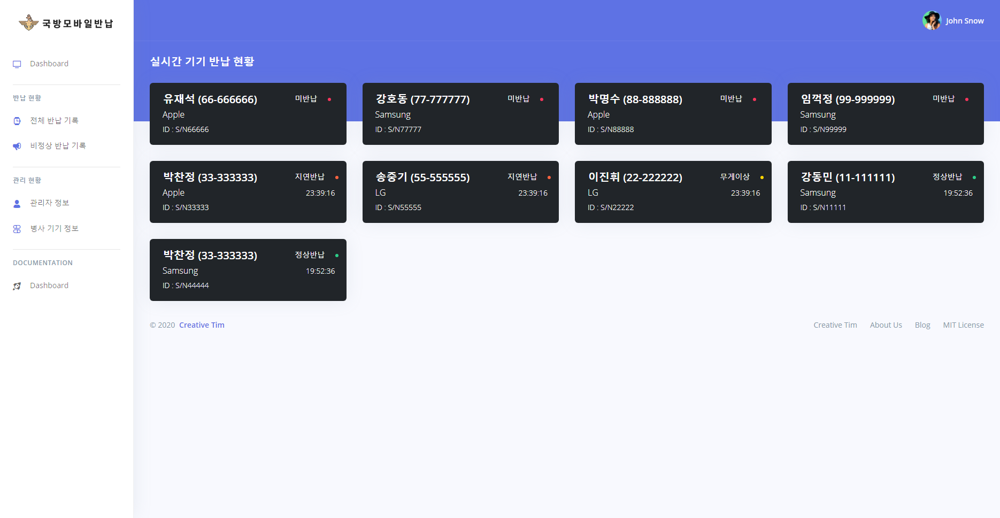 국방모바일반납
John Snow
Dashboard
반납 현황
전체 반납 기록
비정상 반납 기록
관리 현황
관리자 정보
병사 기기 정보
DOCUMENTATION
Dashboard
실시간 기기 반납 현황
유재석 (66-666666) 미반납
Apple
ID : S/N66666
강호동 (77-777777) 미반납
Samsung
ID : S/N77777
박명수 (88-888888) 미반납
Apple
ID : S/N88888
임꺽정 (99-999999) 미반납
Samsung
ID : S/N99999
박찬정 (33-333333) 지연반납
Apple 23:39:16
ID : S/N33333
송중기 (55-555555) 지연반납
LG 23:39:16
ID : S/N55555
이진휘 (22-222222) 무게이상
LG 23:39:16
ID : S/N22222
강동민 (11-111111) 정상반납
Samsung 19:52:36
ID : S/N11111
박찬정 (33-333333) 정상반납
Samsung 19:52:36
ID : S/N44444
© 2020 Creative Tim
Creative Tim About Us Blog MIT License